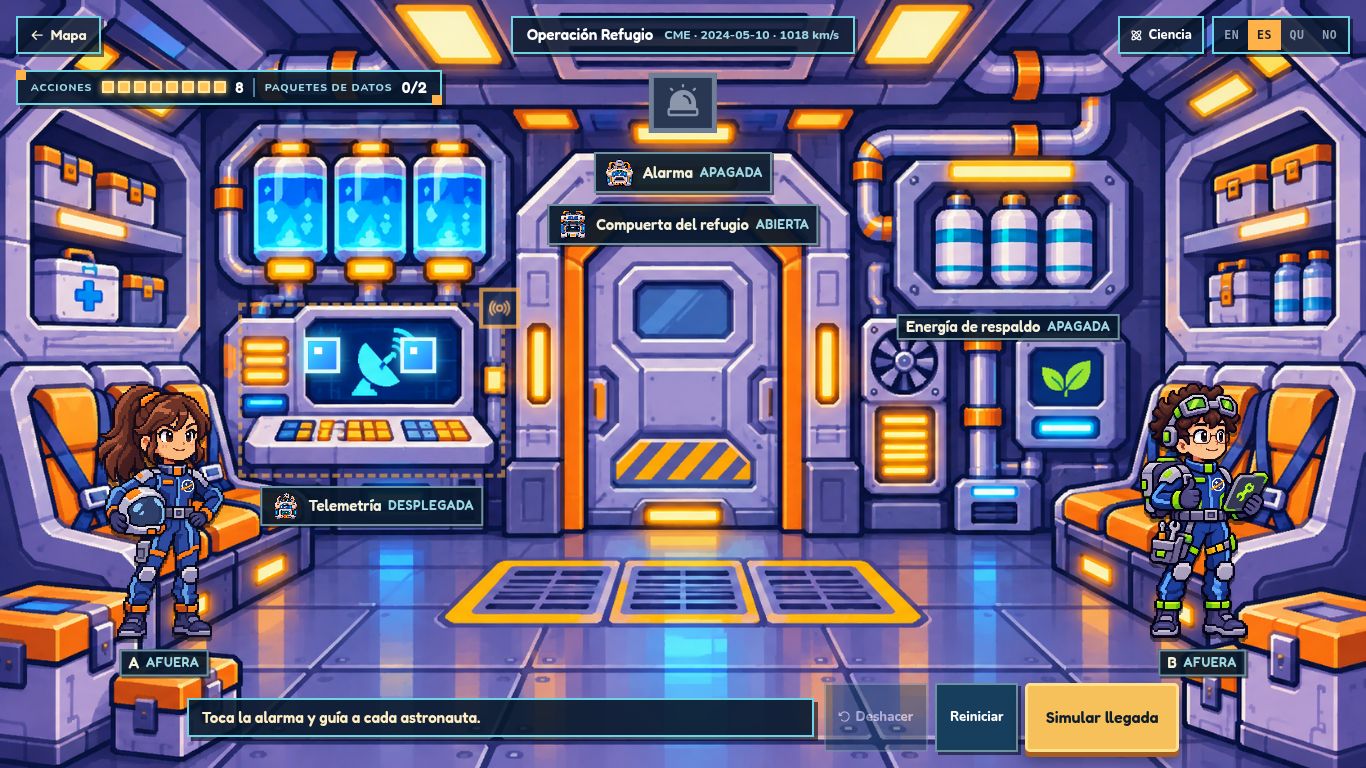 ← Mapa
Operación Refugio CME · 2024-05-10 · 1018 km/s
Ciencia
EN ES QU NO
ACCIONES 8 PAQUETES DE DATOS 0/2
Alarma APAGADA
Compuerta del refugio ABIERTA
Energía de respaldo APAGADA
Telemetría DESPLEGADA
A AFUERA
B AFUERA
Toca la alarma y guía a cada astronauta.
Deshacer
Reiniciar
Simular llegada